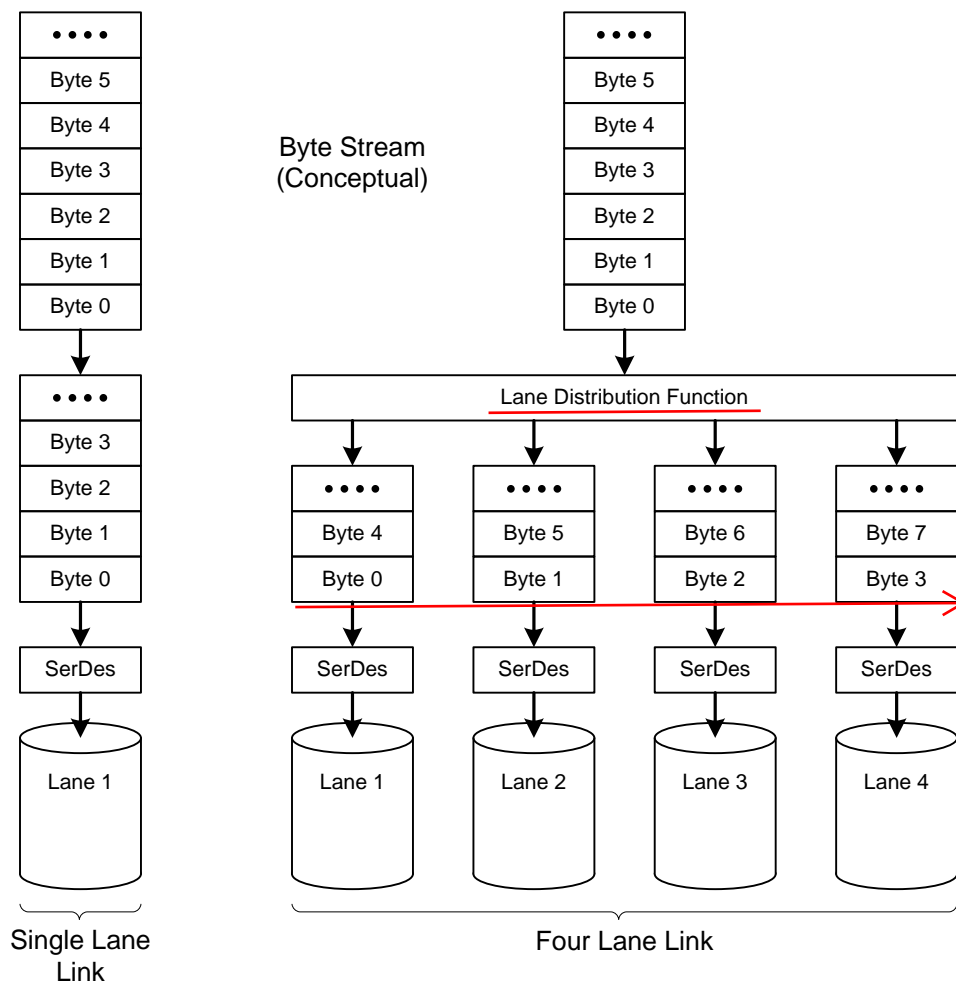 ••••
Byte 5
Byte 4
Byte 3
Byte 2
Byte 1
Byte 0
••••
Byte 3
Byte 2
Byte 1
Byte 0
SerDes
Lane 1
Single Lane
Link
Byte Stream
(Conceptual)
••••
Byte 5
Byte 4
Byte 3
Byte 2
Byte 1
Byte 0
Lane Distribution Function
•••• •••• •••• ••••
Byte 4 Byte 5 Byte 6 Byte 7
Byte 0 Byte 1 Byte 2 Byte 3
SerDes SerDes SerDes SerDes
Lane 1 Lane 2 Lane 3 Lane 4
Four Lane Link